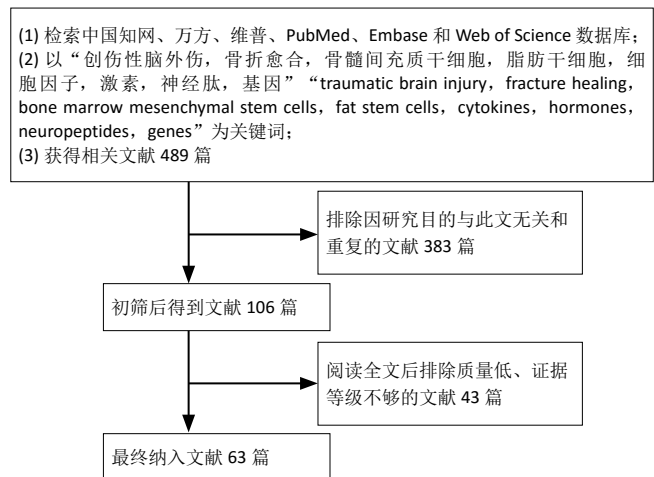 (1) 检索中国知网、万方、维普、PubMed、Embase 和 Web of Science 数据库；
(2) 以“创伤性脑外伤，骨折愈合，骨髓间充质干细胞，脂肪干细胞，细
胞因子，激素，神经肽，基因”“traumatic brain injury，fracture healing，
bone marrow mesenchymal stem cells，fat stem cells，cytokines，hormones，
neuropeptides，genes”为关键词；
(3) 获得相关文献 489 篇
排除因研究目的与此文无关和
重复的文献 383 篇
初筛后得到文献 106 篇
阅读全文后排除质量低、证据
等级不够的文献 43 篇
最终纳入文献 63 篇